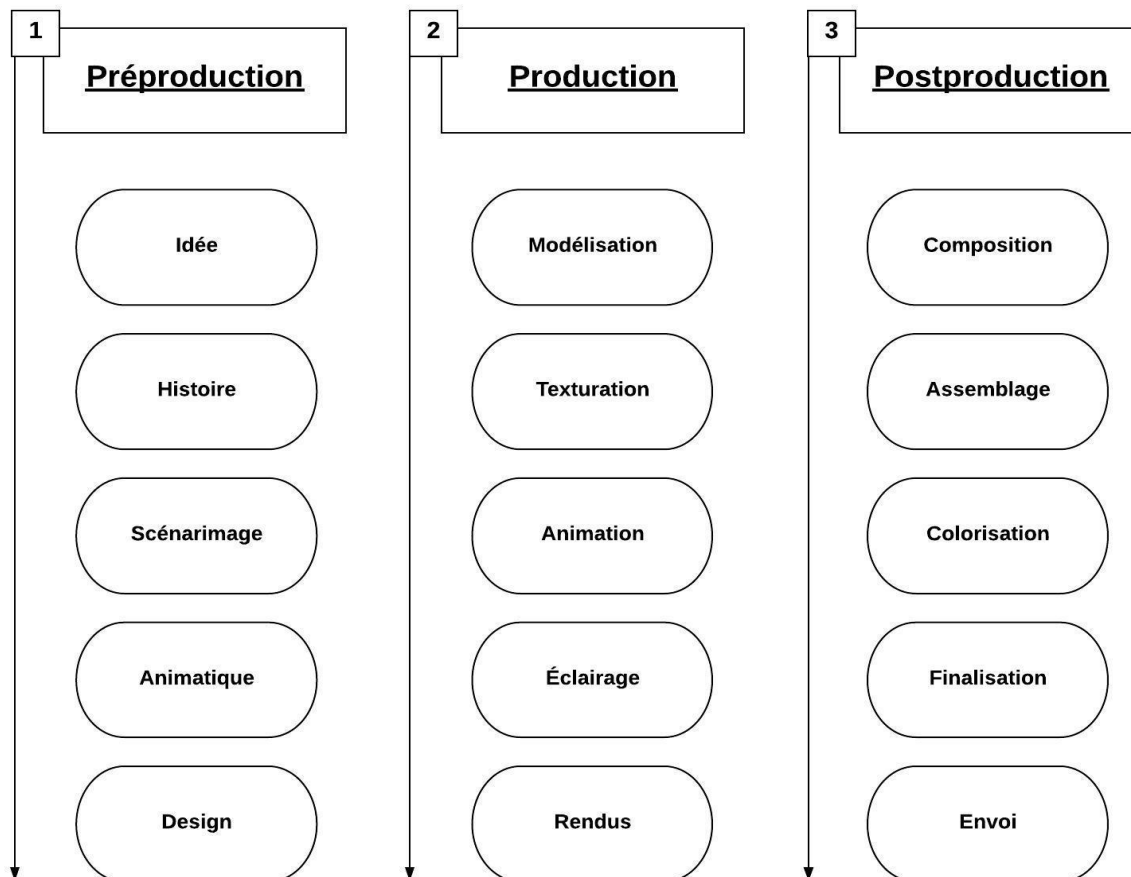 1
Préproduction
Idée
Histoire
Scénarimage
Animatique
Design
2
Production
Modélisation
Texturation
Animation
Éclairage
Rendus
3
Postproduction
Composition
Assemblage
Colorisation
Finalisation
Envoi